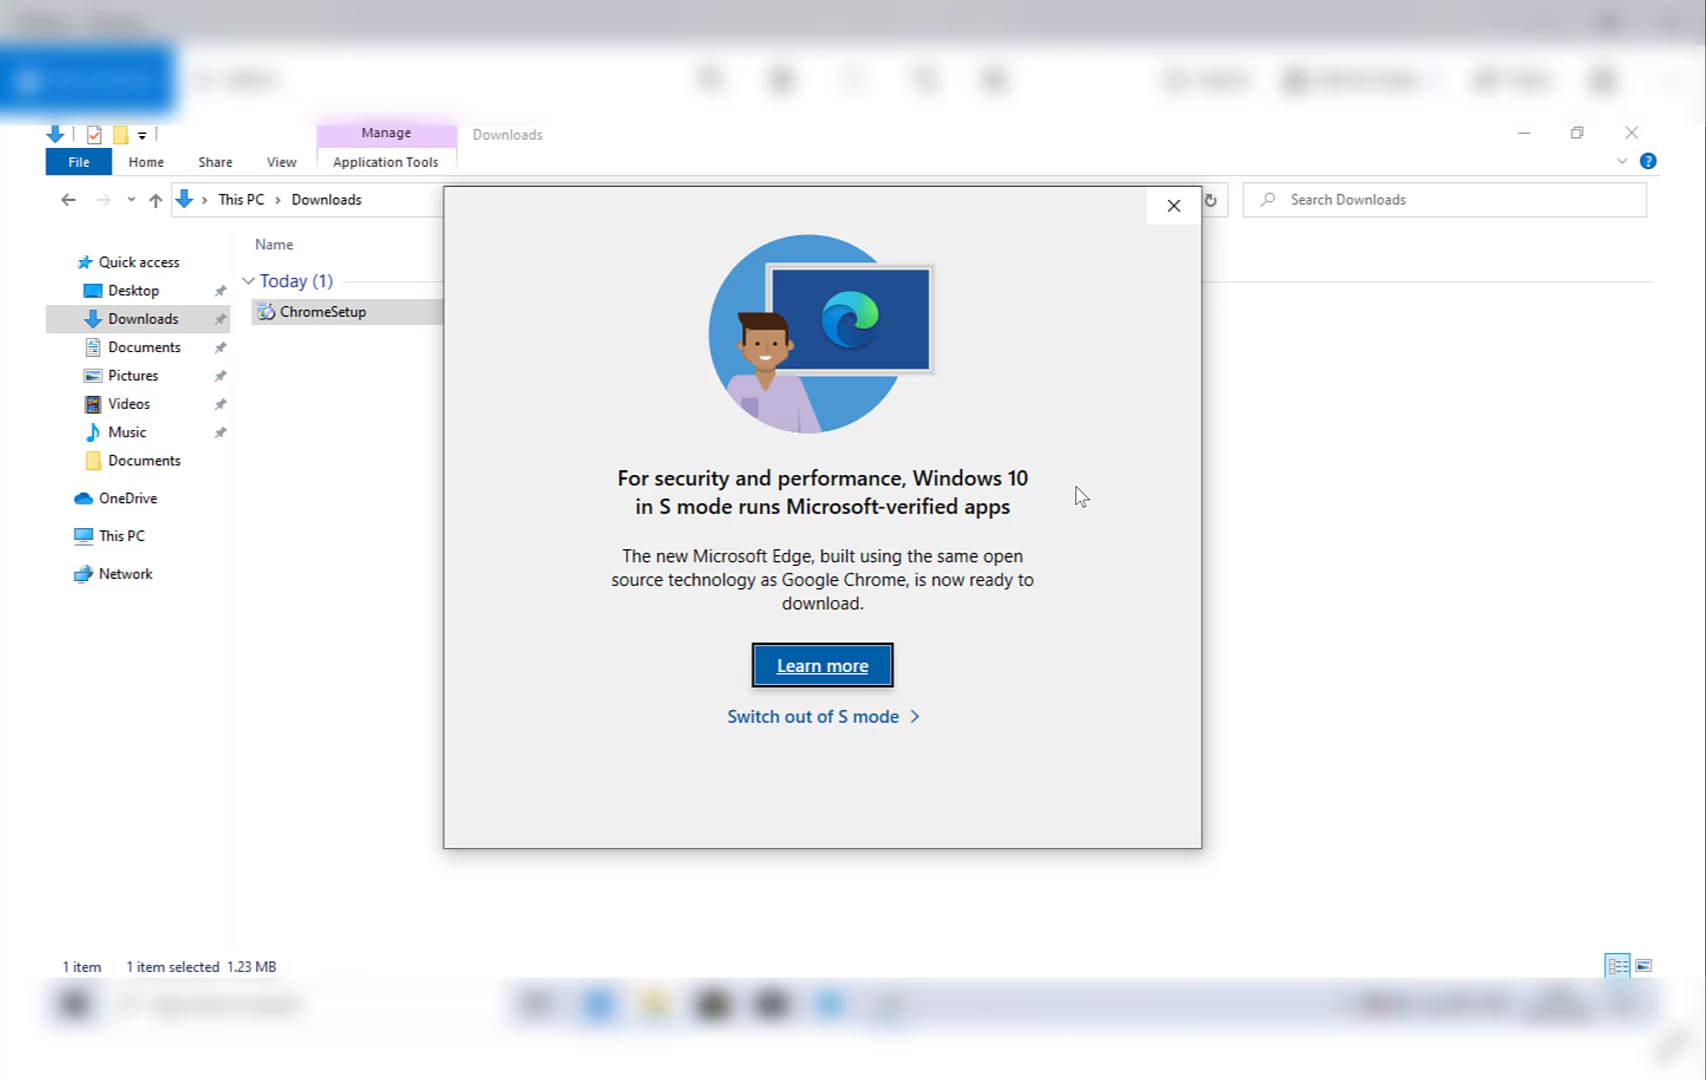 Manage
Downloads
File
Home
Share
View
Application Tools
This PC
Downloads
Search Downloads
Name
Quick access
Desktop
Downloads
Documents
Pictures
Videos
Music
Documents
OneDrive
This PC
Network
Today (1)
ChromeSetup
For security and performance, Windows 10
in S mode runs Microsoft-verified apps
The new Microsoft Edge, built using the same open
source technology as Google Chrome, is now ready to
download.
Learn more
Switch out of S mode
1 item
1 item selected 1.23 MB